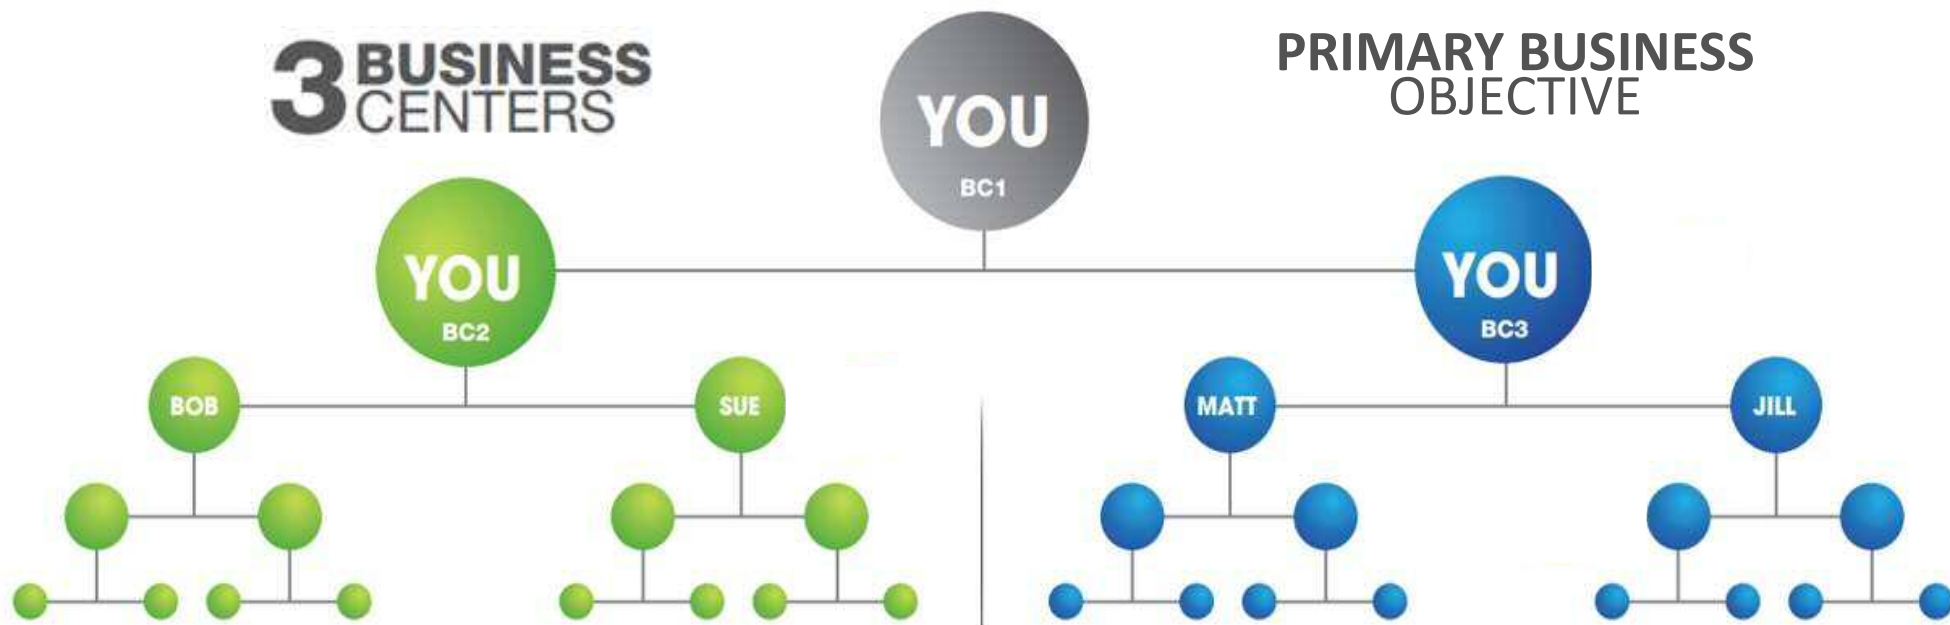 3 BUSINESS
CENTERS
PRIMARY BUSINESS
OBJECTIVE
YOU
BC1
YOU
BC2
YOU
BC3
BOB
SUE
MATT
JILL